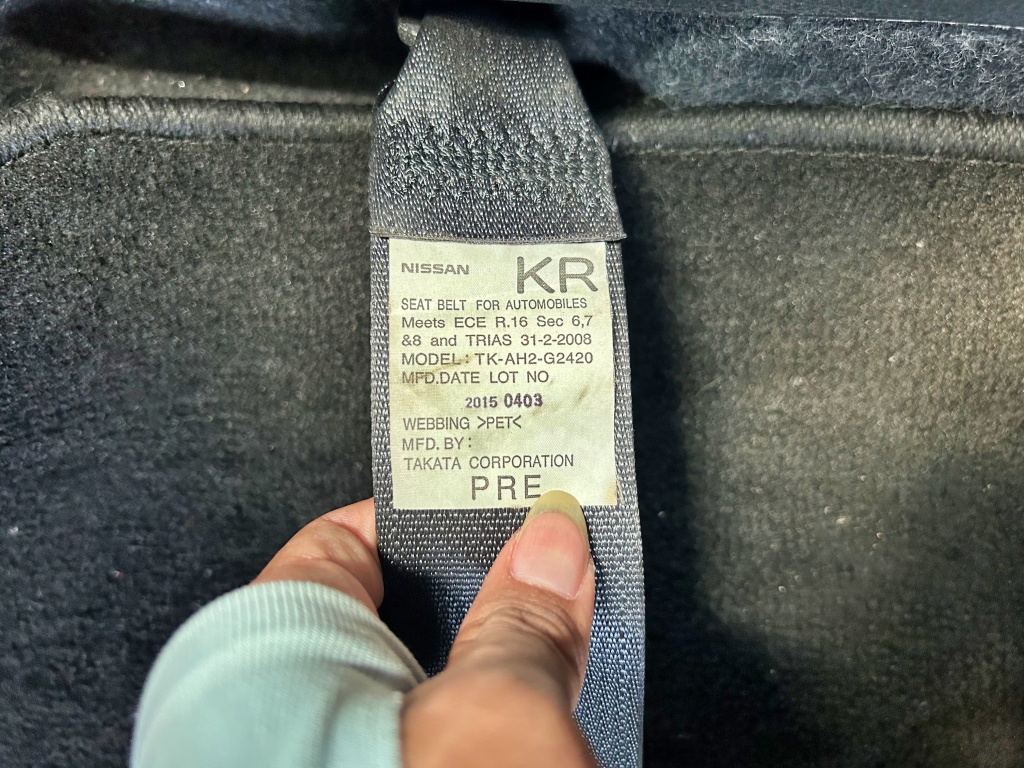 NISSAN KR
SEAT BELT FOR AUTOMOBILES
Meets ECE R.16 Sec 6,7
&8 and TRIAS 31-2-2008
MODEL: TK-AH2-G2420
MFD.DATE LOT NO
2015 0403
WEBBING >PET<
MFD. BY:
TAKATA CORPORATION
PRE